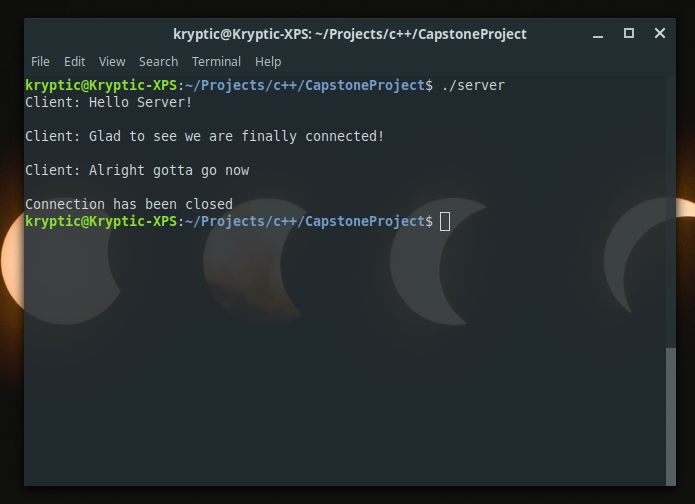 kryptic@Kryptic-XPS: ~/Projects/c++/CapstoneProject
File Edit View Search Terminal Help
kryptic@Kryptic-XPS:~/Projects/c++/CapstoneProject$ ./server
Client: Hello Server!
Client: Glad to see we are finally connected!
Client: Alright gotta go now
Connection has been closed
kryptic@Kryptic-XPS:~/Projects/c++/CapstoneProject$